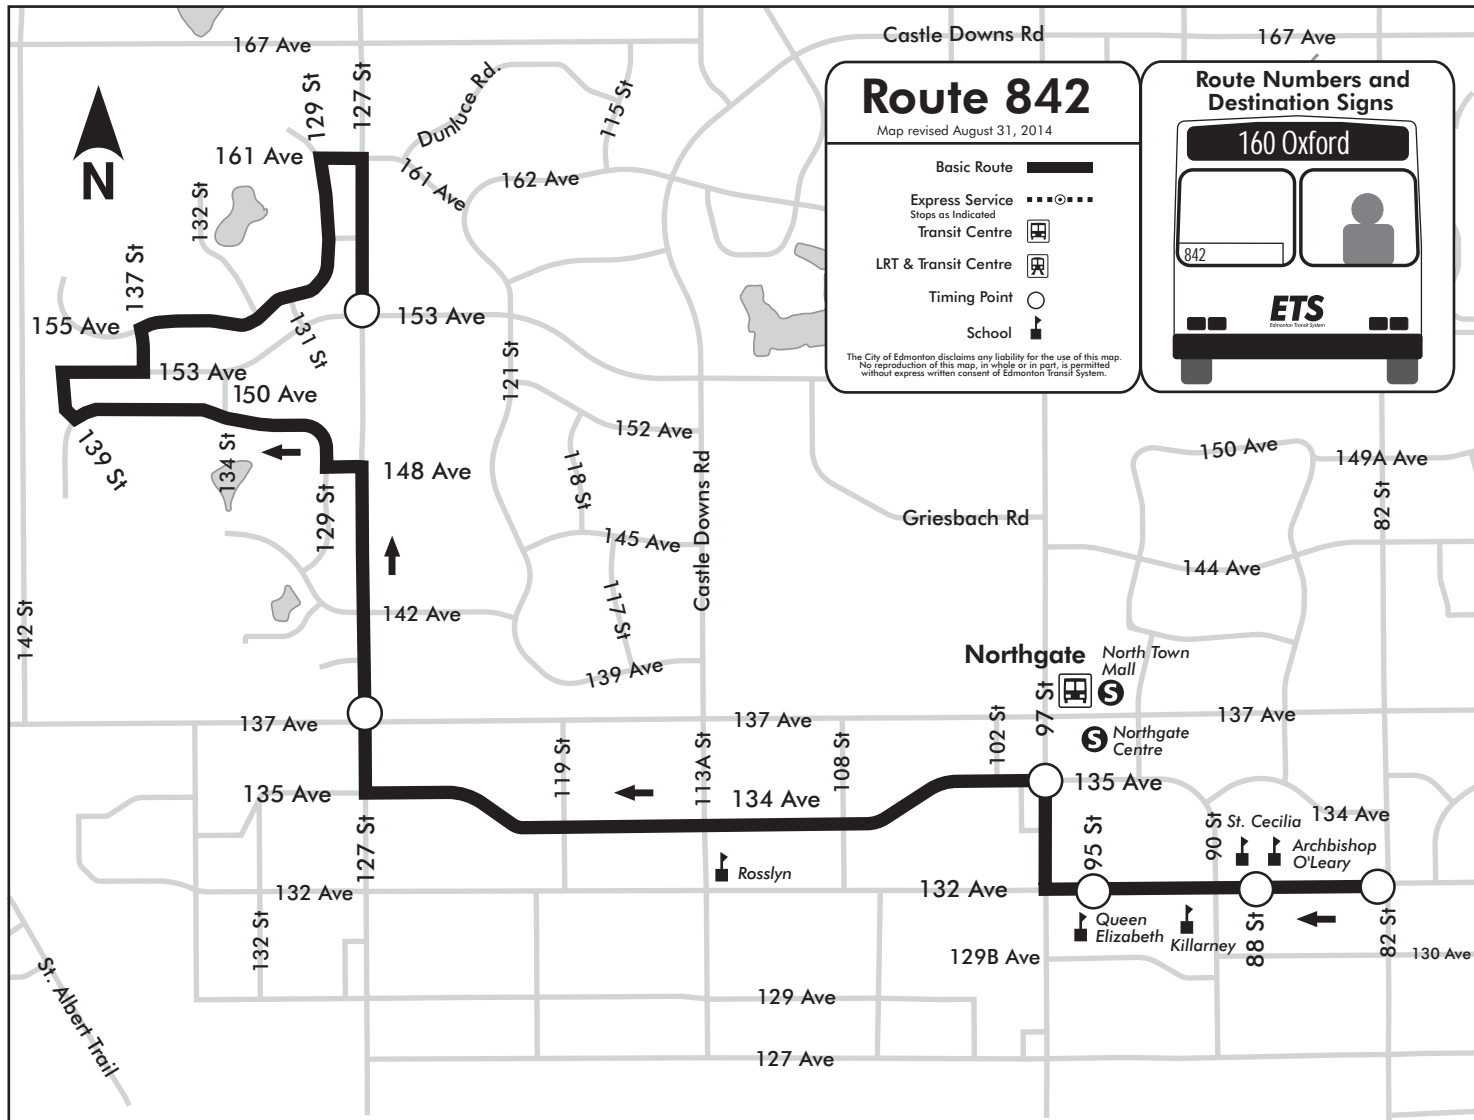 167 Ave
Castle Downs Rd
167 Ave
129 St
127 St
Dunluce Rd.
115 St
161 Ave
161 Ave
162 Ave
N
132 St
137 St
155 Ave
131 St
153 Ave
153 Ave
150 Ave
121 St
139 St
134 St
129 St
148 Ave
152 Ave
118 St
145 Ave
Castle Downs Rd
117 St
142 St
142 Ave
139 Ave
Route 842
Map revised August 31, 2014
Basic Route
Express Service
Stops as Indicated
Transit Centre
LRT & Transit Centre
Timing Point
School
The City of Edmonton disclaims any liability for the use of this map.
No reproduction of this map, in whole or in part, is permitted
without express written consent of Edmonton Transit System.
Route Numbers and
Destination Signs
160 Oxford
842
ETS
Edmonton Transit System
150 Ave
149A Ave
82 St
Griesbach Rd
144 Ave
Northgate
North Town
Mall
S
97 St
S
Northgate
Centre
137 Ave
137 Ave
137 Ave
102 St
119 St
113A St
108 St
135 Ave
134 Ave
135 Ave
127 St
95 St
90 St
St. Cecilia
134 Ave
Archbishop
O'Leary
Rosslyn
132 Ave
132 Ave
132 St
Queen
Elizabeth
Killarney
88 St
82 St
129B Ave
130 Ave
St. Albert Trail
129 Ave
127 Ave